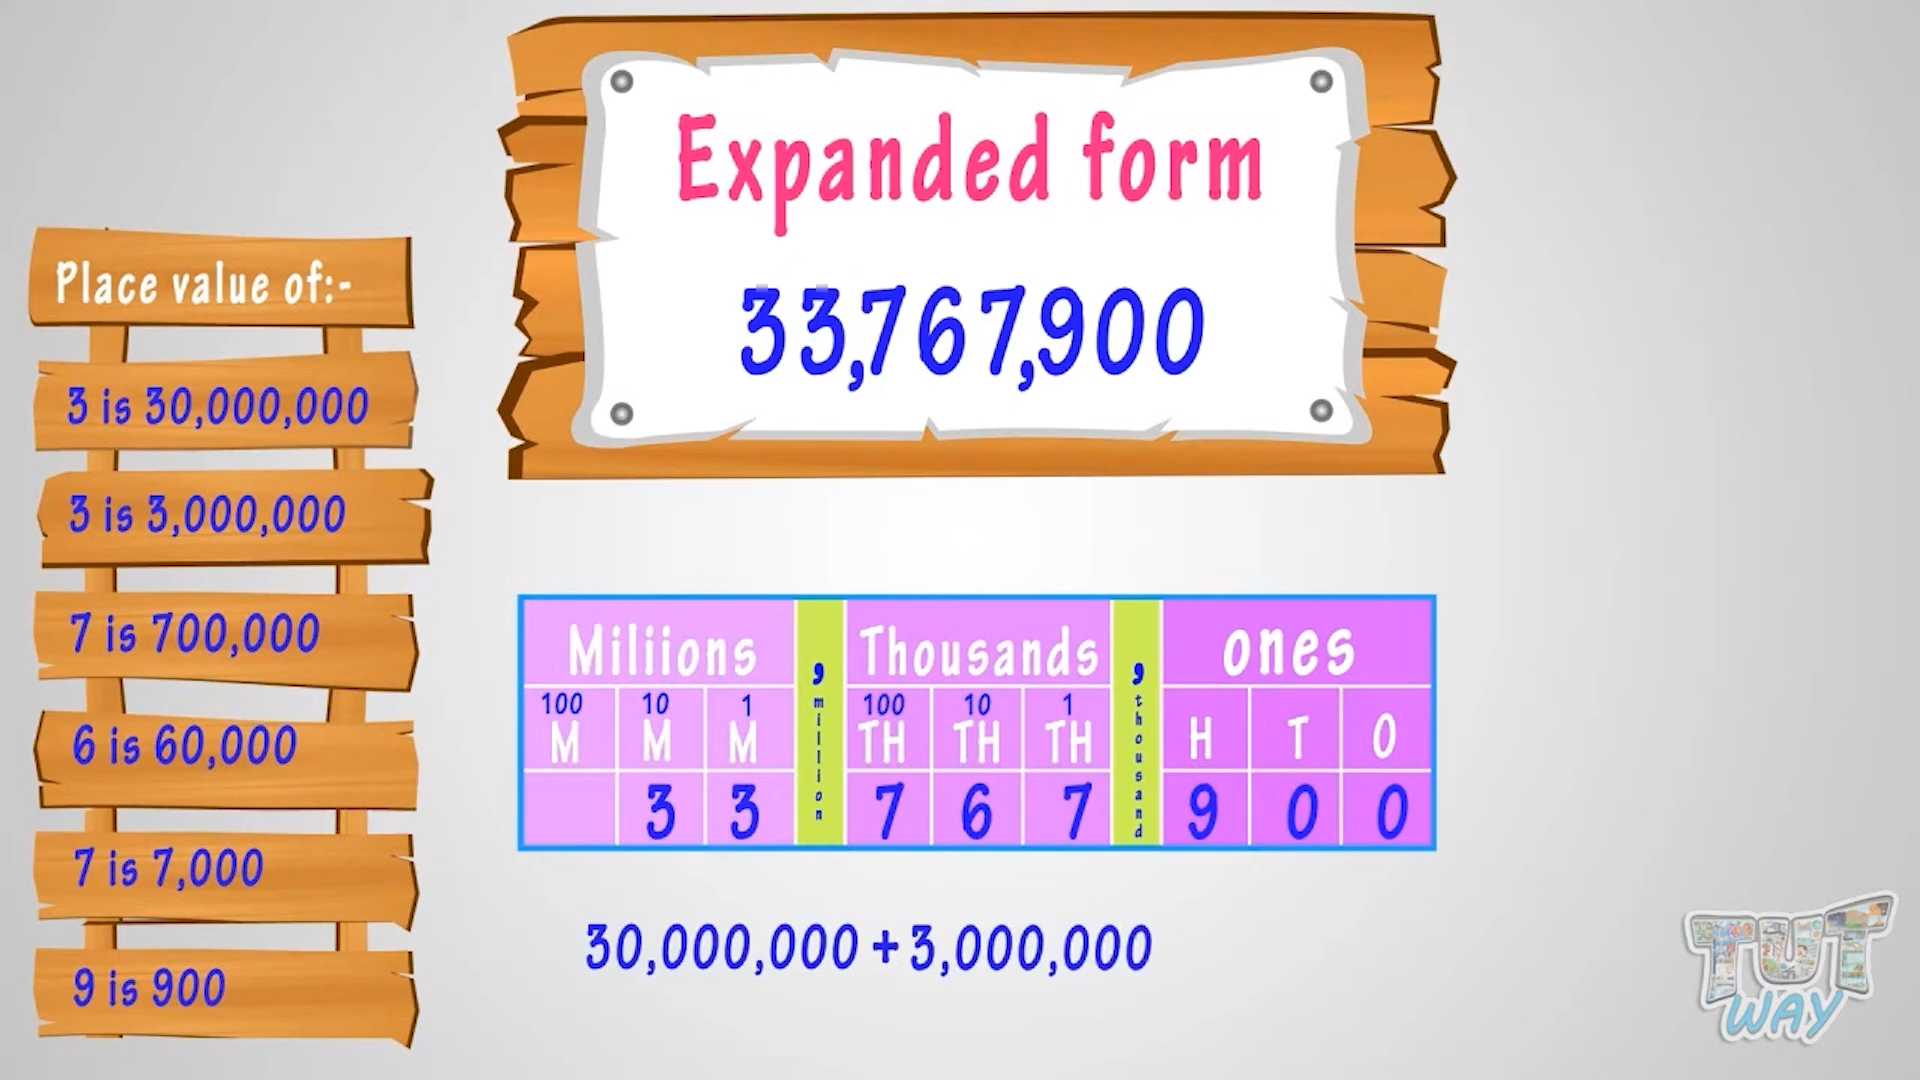 Expanded form
33,767,900
Place value of:-
3 is 30,000,000
3 is 3,000,000
7 is 700,000
6 is 60,000
7 is 7,000
9 is 900
Miliions , million Thousands , thousand ones
100 M 10 M 1 M 100 TH 10 TH 1 TH H T O
3 3 7 6 7 9 0 0
30,000,000 + 3,000,000
TUT
WAY